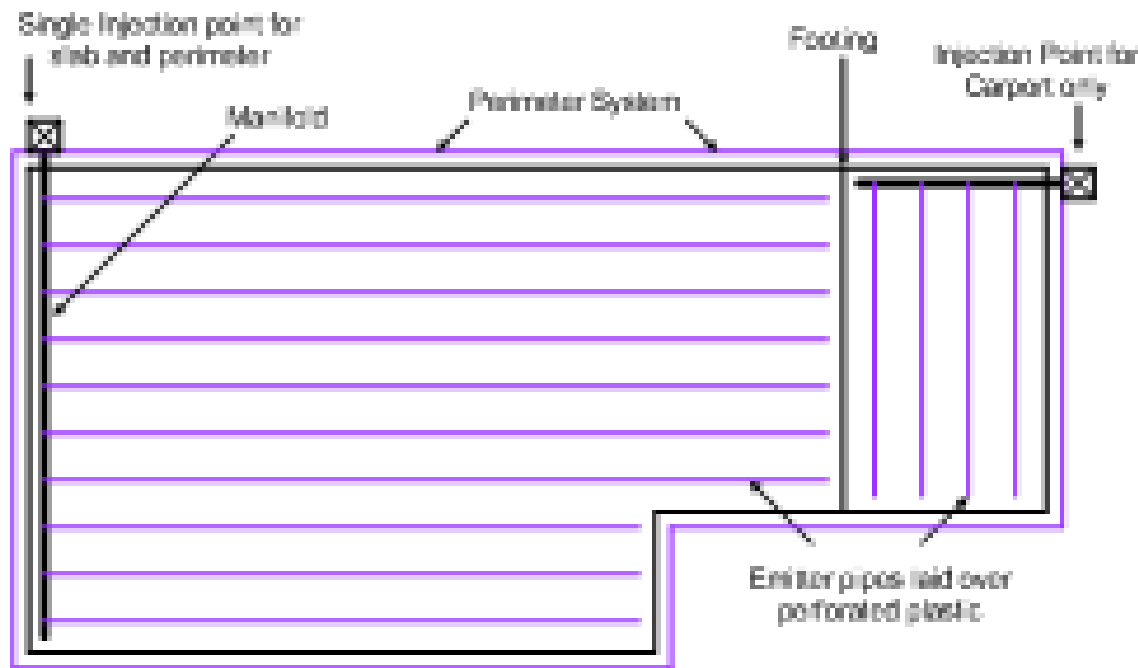 Single Injection point for
slab and perimeter
Manifold
Perimeter System
Footing
Injection Point for
Carport only
Emitter pipes laid over
perforated plastic